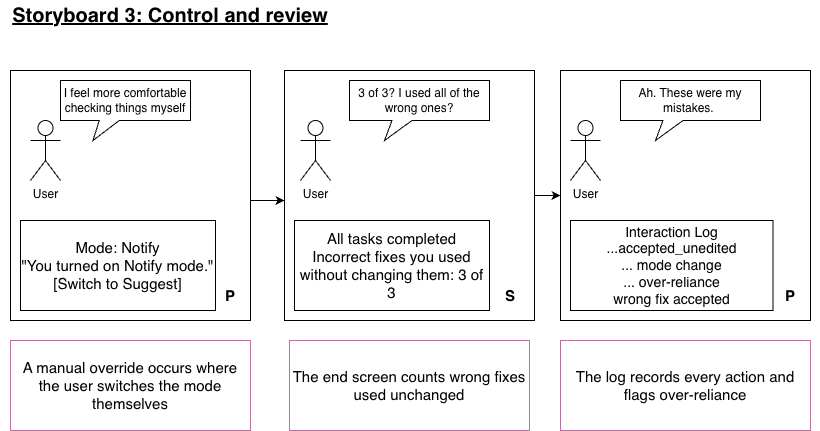 Storyboard 3: Control and review
I feel more comfortable
checking things myself
User
Mode: Notify
"You turned on Notify mode."
[Switch to Suggest]
P
3 of 3? I used all of the
wrong ones?
User
All tasks completed
Incorrect fixes you used
without changing them: 3 of
3
S
Ah. These were my
mistakes.
User
Interaction Log
...accepted_unedited
... mode change
... over-reliance
wrong fix accepted
P
A manual override occurs where
the user switches the mode
themselves
The end screen counts wrong fixes
used unchanged
The log records every action and
flags over-reliance